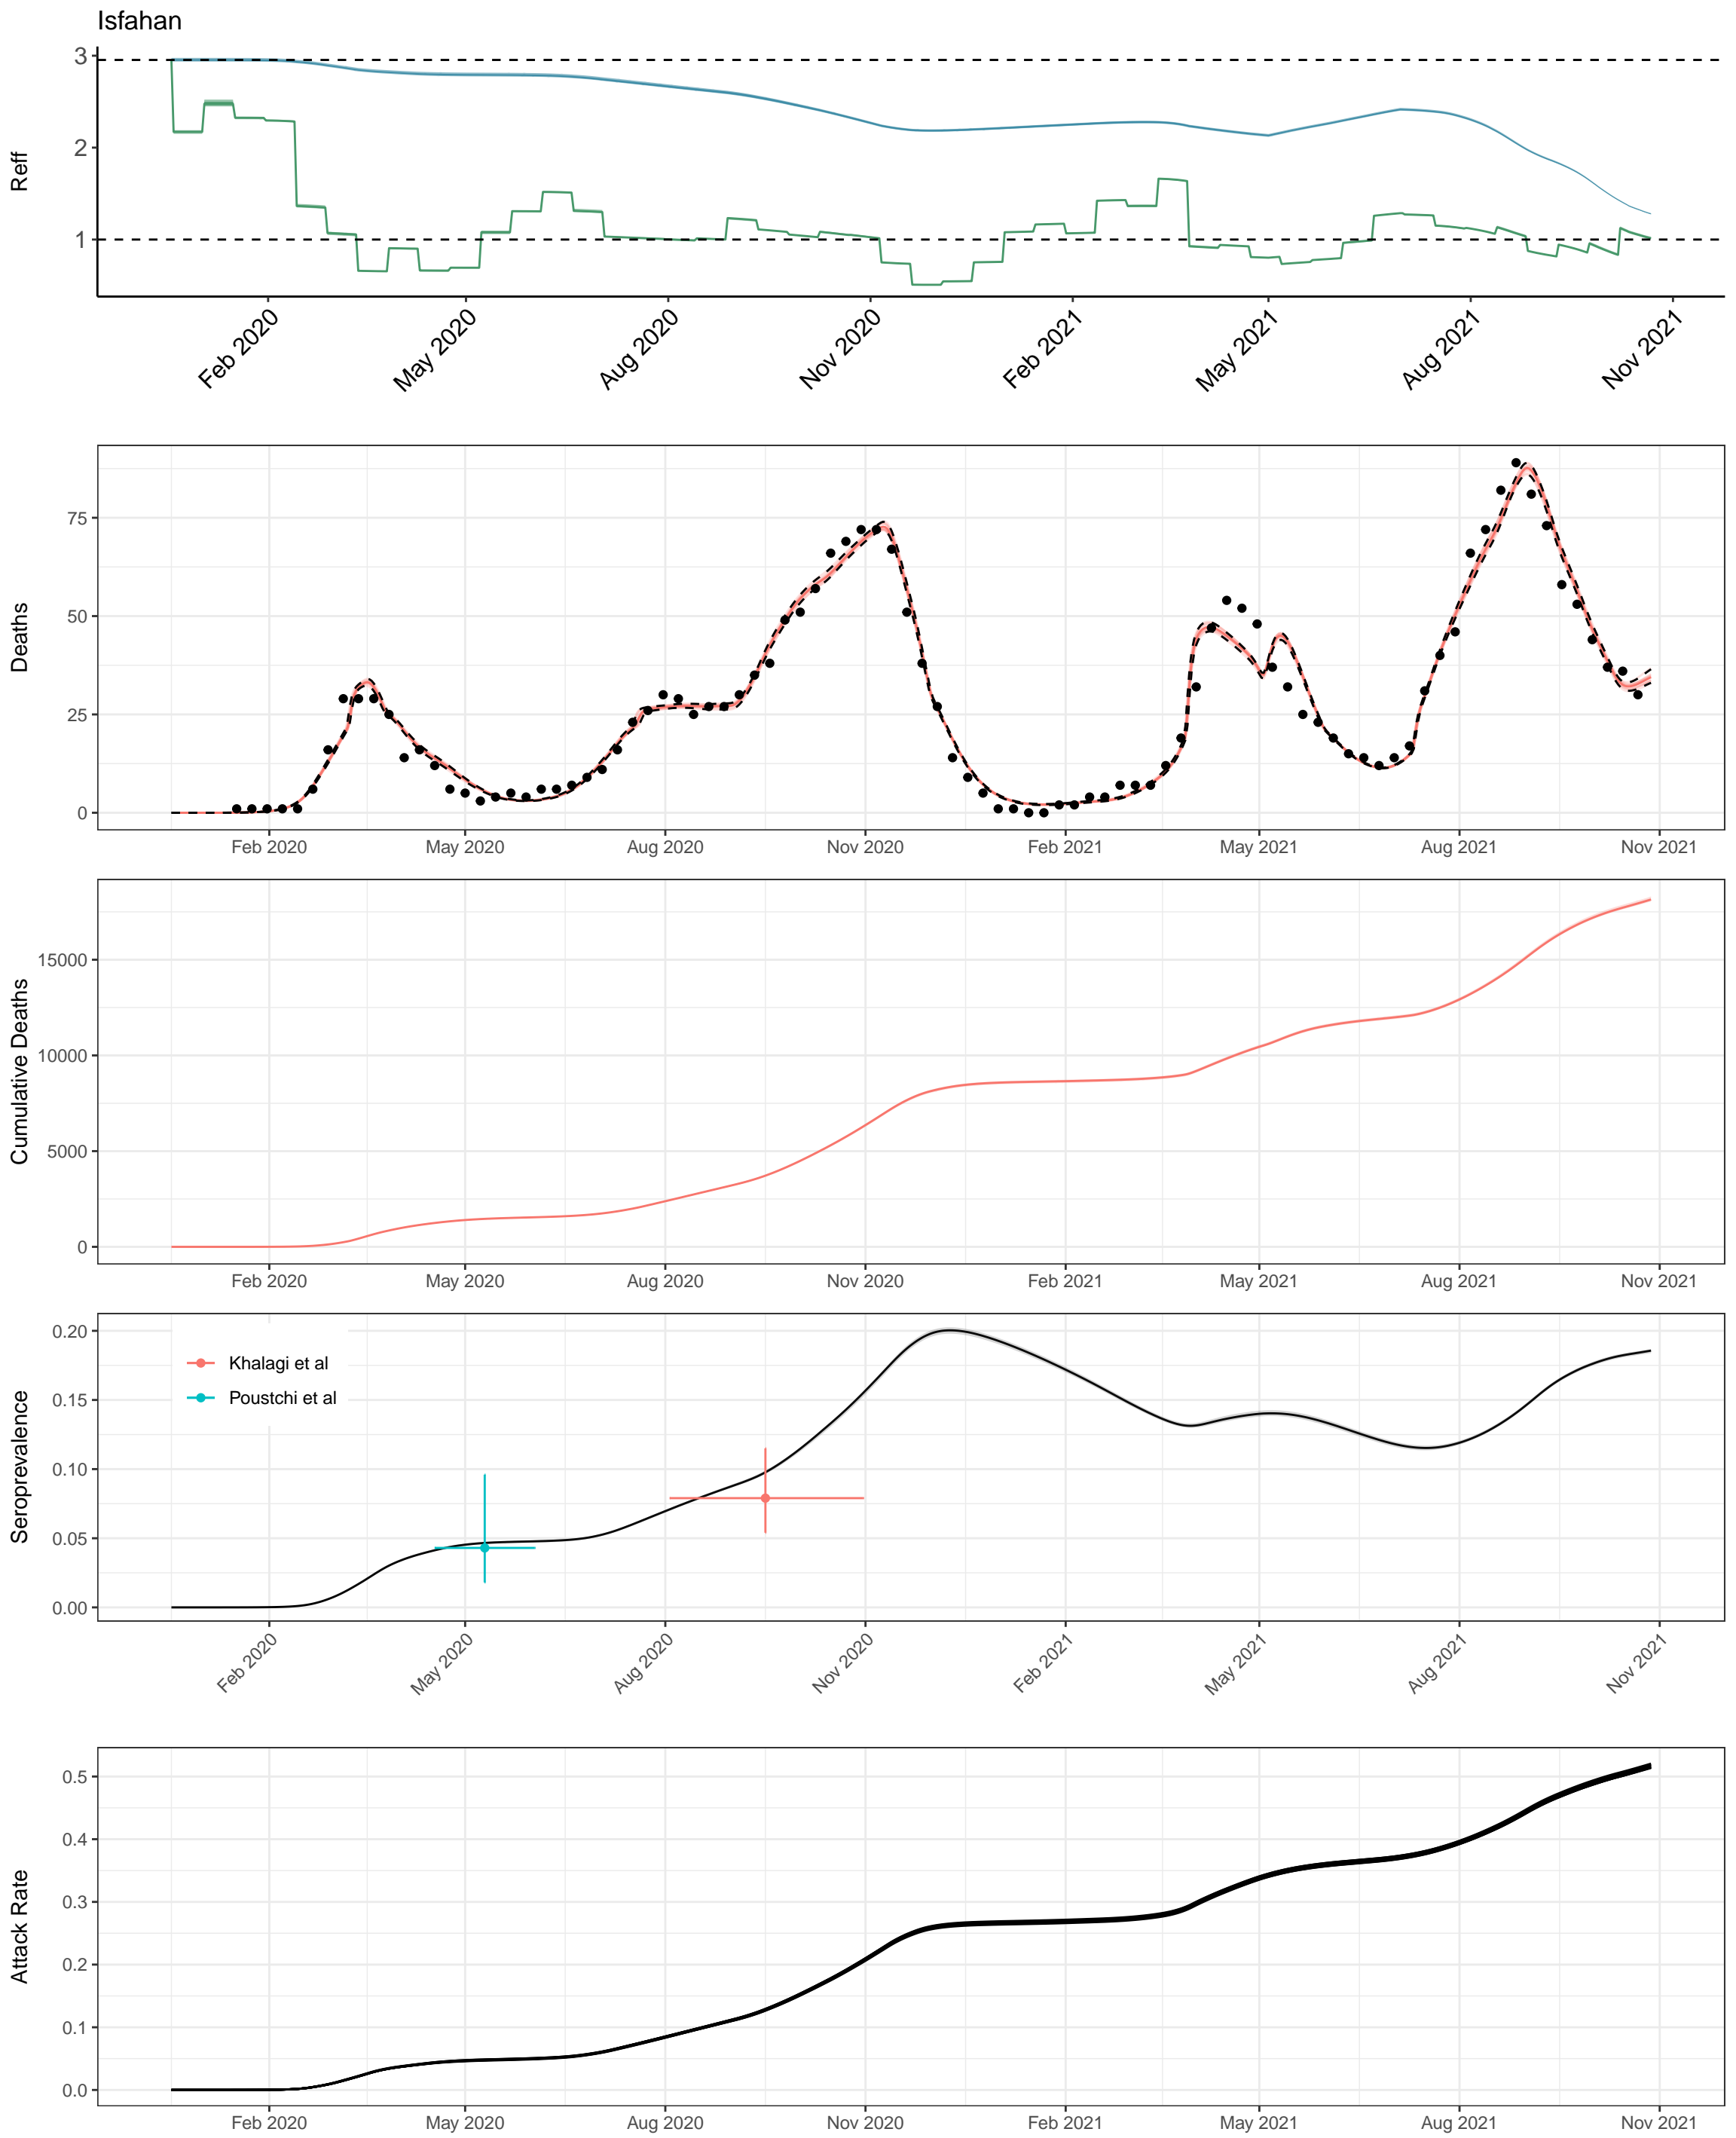 Isfahan
Reff
3
2
1
Feb 2020
May 2020
Aug 2020
Nov 2020
Feb 2021
May 2021
Aug 2021
Nov 2021
Deaths
75
50
25
0
Feb 2020
May 2020
Aug 2020
Nov 2020
Feb 2021
May 2021
Aug 2021
Nov 2021
Cumulative Deaths
15000
10000
5000
0
Feb 2020
May 2020
Aug 2020
Nov 2020
Feb 2021
May 2021
Aug 2021
Nov 2021
Seroprevalence
0.20
0.15
0.10
0.05
0.00
Khalagi et al
Poustchi et al
Feb 2020
May 2020
Aug 2020
Nov 2020
Feb 2021
May 2021
Aug 2021
Nov 2021
Attack Rate
0.5
0.4
0.3
0.2
0.1
0.0
Feb 2020
May 2020
Aug 2020
Nov 2020
Feb 2021
May 2021
Aug 2021
Nov 2021